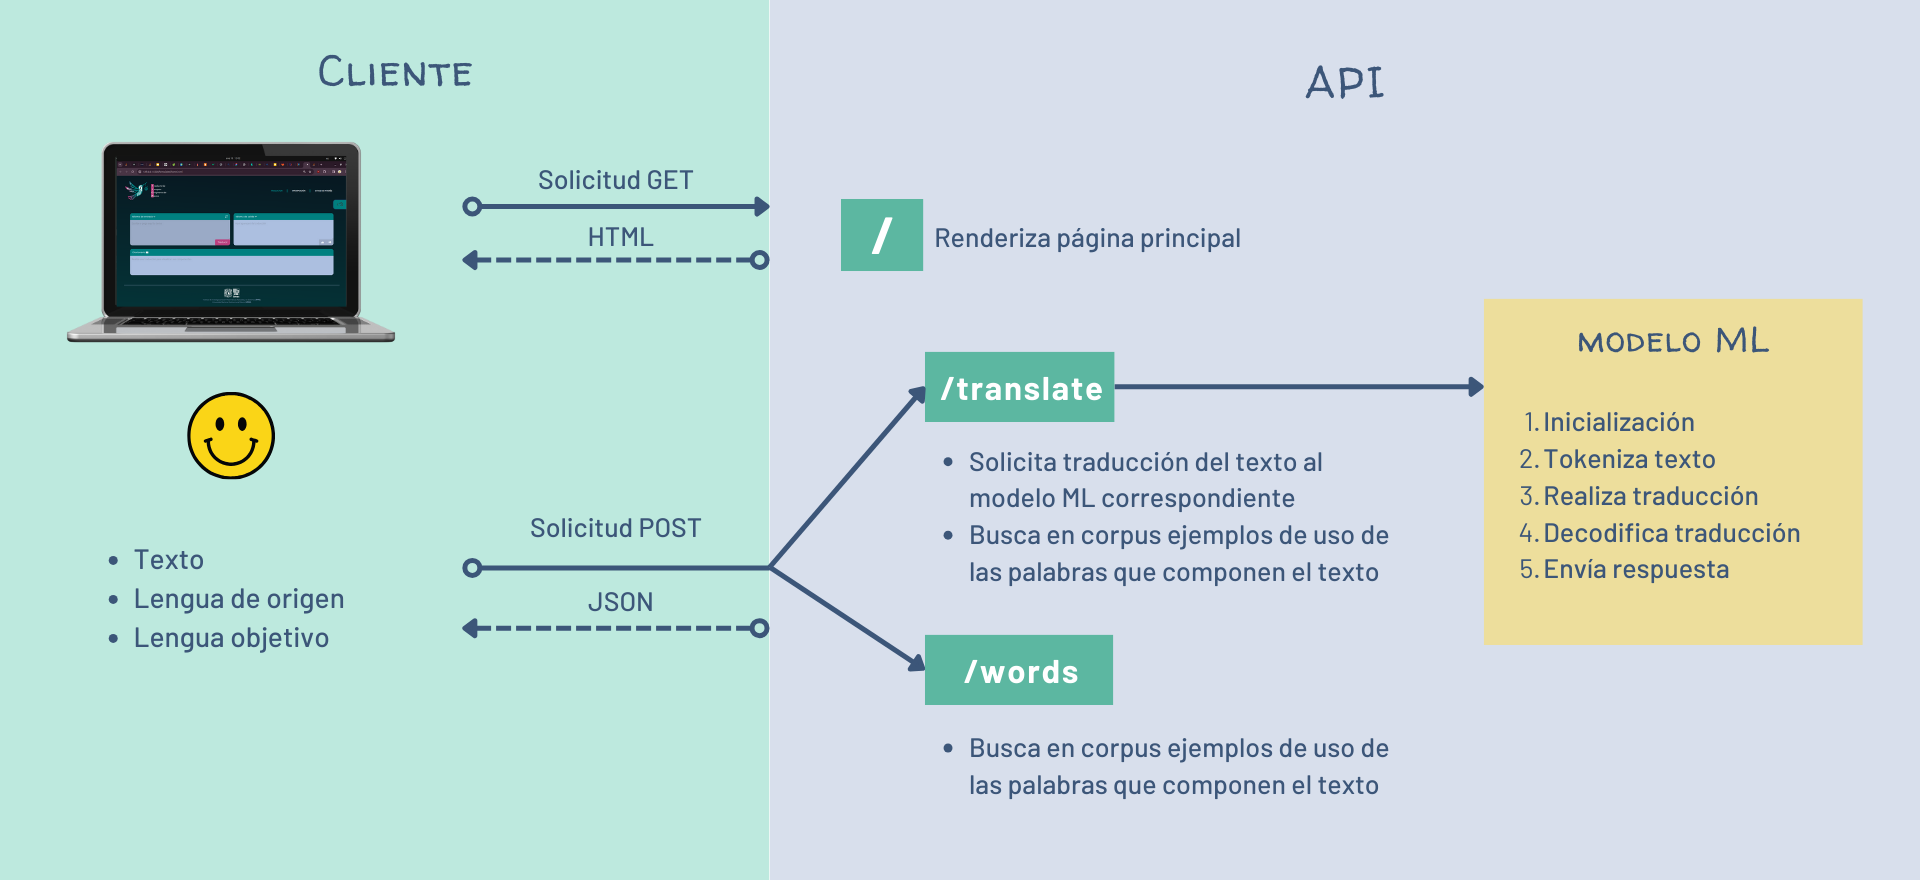 Cliente
API
Solicitud GET
HTML
/
Renderiza página principal
modelo ML
/translate
1. Inicialización
2. Tokeniza texto
3. Realiza traducción
4. Decodifica traducción
5. Envía respuesta
• Solicita traducción del texto al
modelo ML correspondiente
• Busca en corpus ejemplos de uso de
las palabras que componen el texto
Solicitud POST
JSON
• Texto
• Lengua de origen
• Lengua objetivo
/words
• Busca en corpus ejemplos de uso de
las palabras que componen el texto